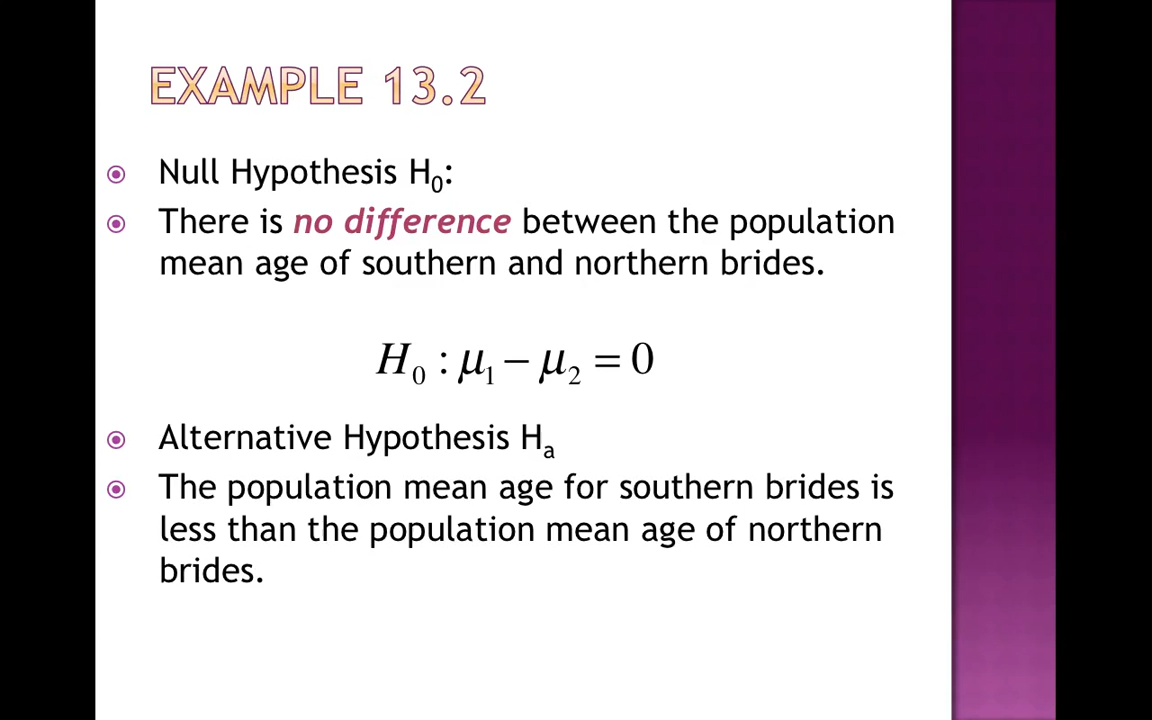 EXAMPLE 13.2
Null Hypothesis H₀:
There is no difference between the population
mean age of southern and northern brides.
H₀ : μ₁ − μ₂ = 0
Alternative Hypothesis Hₐ
The population mean age for southern brides is
less than the population mean age of northern
brides.